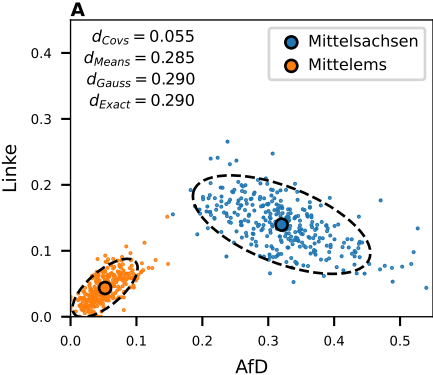 A
d_Covs = 0.055
d_Means = 0.285
d_Gauss = 0.290
d_Exact = 0.290
Mittelsachsen
Mittelems
Linke
0.4
0.3
0.2
0.1
0.0
0.0 0.1 0.2 0.3 0.4 0.5
AfD